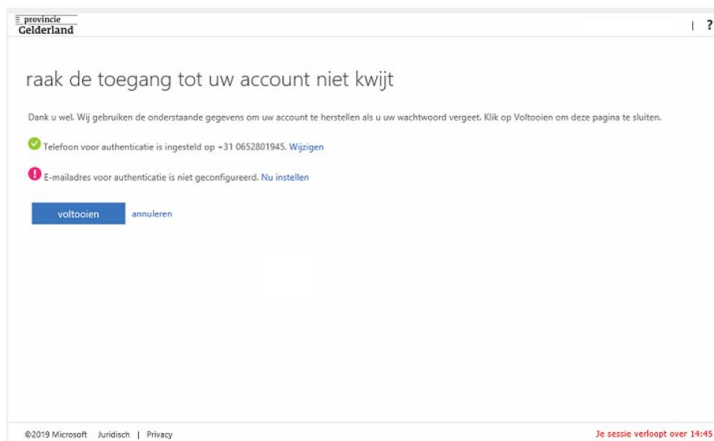 provincie
Gelderland
| ?
raak de toegang tot uw account niet kwijt
Dank u wel. Wij gebruiken de onderstaande gegevens om uw account te herstellen als u uw wachtwoord vergeet. Klik op Voltooien om deze pagina te sluiten.
Telefoon voor authenticatie is ingesteld op +31 0652801945. Wijzigen
! E-mailadres voor authenticatie is niet geconfigureerd. Nu instellen
voltooien annuleren
©2019 Microsoft Juridisch | Privacy Je sessie verloopt over 14:45